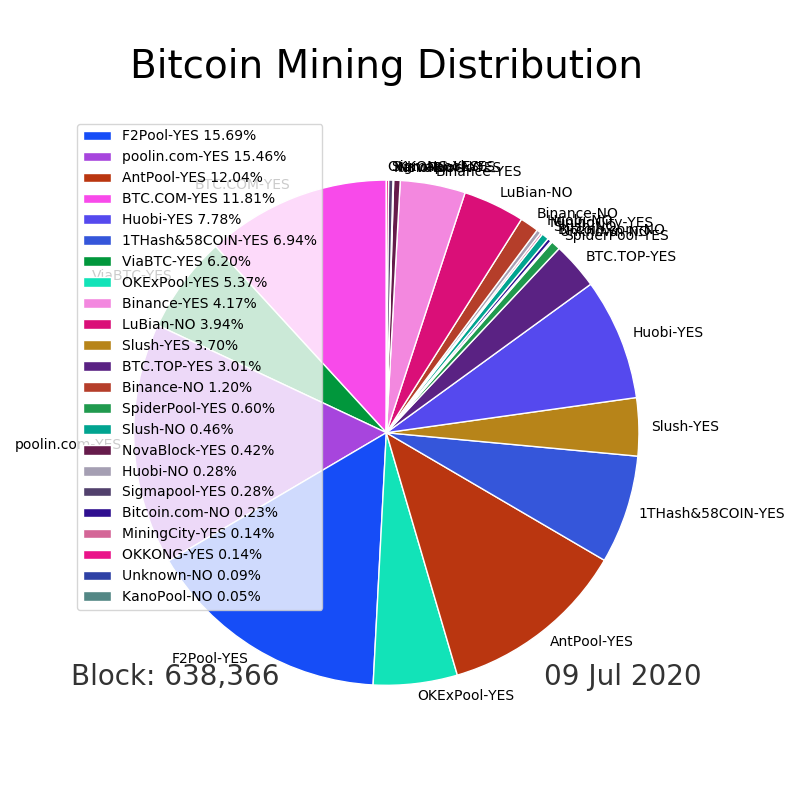 Bitcoin Mining Distribution
F2Pool-YES 15.69%
poolin.com-YES 15.46%
AntPool-YES 12.04%
BTC.COM-YES 11.81%
Huobi-YES 7.78%
1THash&58COIN-YES 6.94%
ViaBTC-YES 6.20%
OKExPool-YES 5.37%
Binance-YES 4.17%
LuBian-NO 3.94%
Slush-YES 3.70%
BTC.TOP-YES 3.01%
Binance-NO 1.20%
SpiderPool-YES 0.60%
Slush-NO 0.46%
NovaBlock-YES 0.42%
Huobi-NO 0.28%
Sigmapool-YES 0.28%
Bitcoin.com-NO 0.23%
MiningCity-YES 0.14%
OKKONG-YES 0.14%
Unknown-NO 0.09%
KanoPool-NO 0.05%
Binance-YES
LuBian-NO
Binance-NO
SpiderPool-YES
BTC.TOP-YES
Huobi-YES
Slush-YES
1THash&58COIN-YES
AntPool-YES
OKExPool-YES
F2Pool-YES
poolin.com-YES
ViaBTC-YES
BTC.COM-YES
Block: 638,366
09 Jul 2020